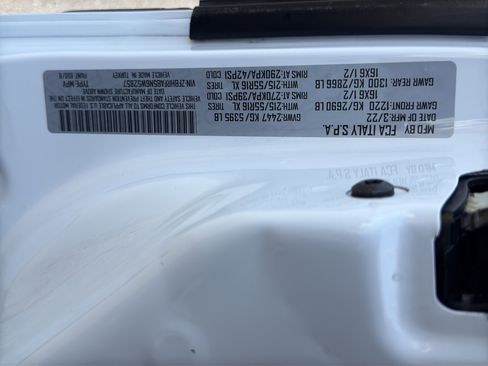 MFD BY FCA ITALY S.P.A.
DATE OF MFR: 3/22 GVWR:2447 KG/ 5395 LB
GAWR FRONT:1220 KG/ 2690 LB WITH:215/55R16 XL TIRES
16X6 1/2 RIMS AT:270KPA/39PSI COLD
GAWR REAR: 1300 KG/ 2866 LB WITH:215/55R16 XL TIRES
16X6 1/2 RIMS AT:290KPA/42PSI COLD
THIS VEHICLE CONFORMS TO ALL APPLICABLE U.S. FEDERAL MOTOR
VEHICLE SAFETY AND THEFT PREVENTION STANDARDS IN EFFECT ON THE
DATE OF MANUFACTURE SHOWN ABOVE
TYPE: MPV
VEHICLE MADE IN: TURKEY